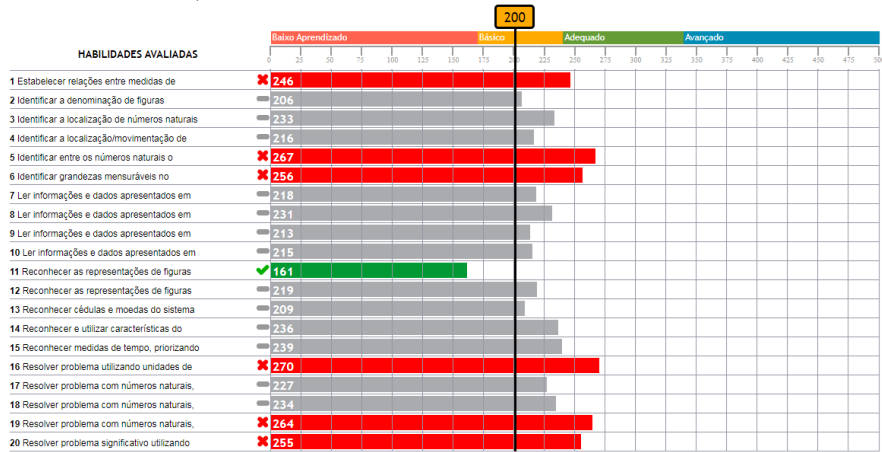 200
Baixo Aprendizado Básico Adequado Avançado
HABILIDADES AVALIADAS
0 25 50 75 100 125 150 175 200 225 250 275 300 325 350 375 400 425 450 475 500
1 Estabelecer relações entre medidas de 246
2 Identificar a denominação de figuras 206
3 Identificar a localização de números naturais 233
4 Identificar a localização/movimentação de 216
5 Identificar entre os números naturais o 267
6 Identificar grandezas mensuráveis no 256
7 Ler informações e dados apresentados em 218
8 Ler informações e dados apresentados em 231
9 Ler informações e dados apresentados em 213
10 Ler informações e dados apresentados em 215
11 Reconhecer as representações de figuras 161
12 Reconhecer as representações de figuras 219
13 Reconhecer cédulas e moedas do sistema 209
14 Reconhecer e utilizar características do 236
15 Reconhecer medidas de tempo, priorizando 239
16 Resolver problema utilizando unidades de 270
17 Resolver problema com números naturais, 227
18 Resolver problema com números naturais, 234
19 Resolver problema com números naturais, 264
20 Resolver problema significativo utilizando 255